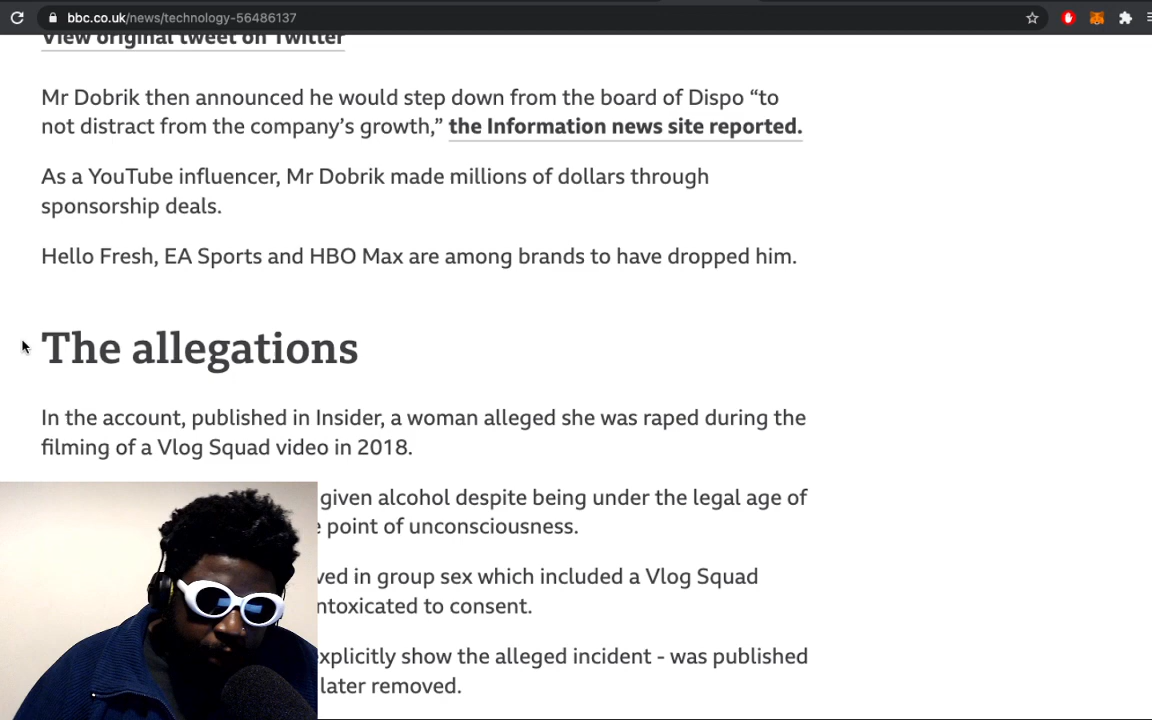 bbc.co.uk/news/technology-56486137
View original tweet on Twitter
Mr Dobrik then announced he would step down from the board of Dispo “to
not distract from the company’s growth,” the Information news site reported.
As a YouTube influencer, Mr Dobrik made millions of dollars through
sponsorship deals.
Hello Fresh, EA Sports and HBO Max are among brands to have dropped him.
The allegations
In the account, published in Insider, a woman alleged she was raped during the
filming of a Vlog Squad video in 2018.
given alcohol despite being under the legal age of
point of unconsciousness.
in group sex which included a Vlog Squad
to consent.
show the alleged incident - was published
later removed.